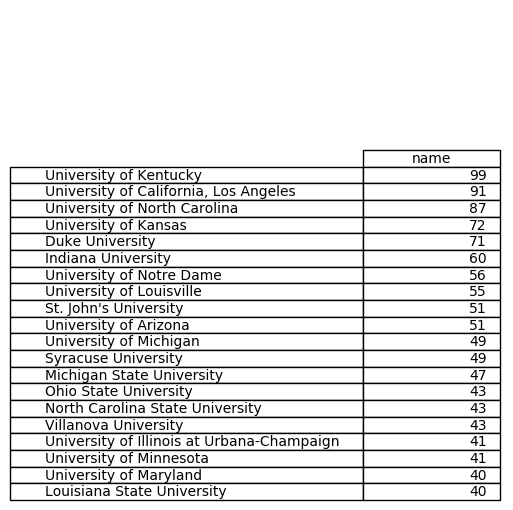 name
University of Kentucky 99
University of California, Los Angeles 91
University of North Carolina 87
University of Kansas 72
Duke University 71
Indiana University 60
University of Notre Dame 56
University of Louisville 55
St. John's University 51
University of Arizona 51
University of Michigan 49
Syracuse University 49
Michigan State University 47
Ohio State University 43
North Carolina State University 43
Villanova University 43
University of Illinois at Urbana-Champaign 41
University of Minnesota 41
University of Maryland 40
Louisiana State University 40